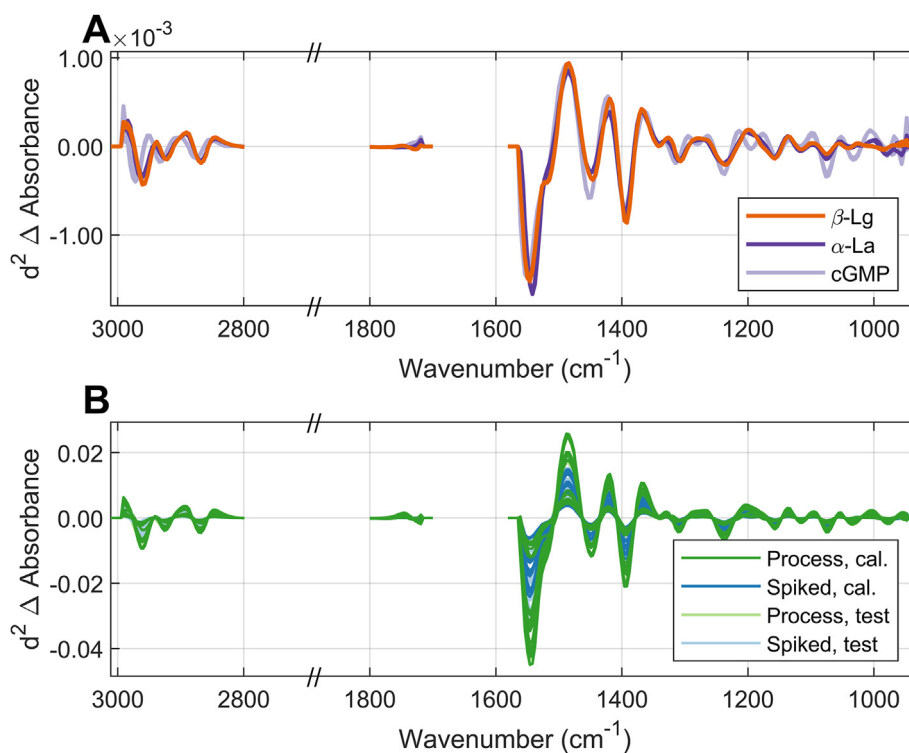 A
×10⁻³
1.00
0.00
-1.00
d² Δ Absorbance
β-Lg
α-La
cGMP
//
//
3000 2800 1800 1600 1400 1200 1000
Wavenumber (cm⁻¹)
B
//
0.02
0.00
-0.02
-0.04
d² Δ Absorbance
Process, cal.
Spiked, cal.
Process, test
Spiked, test
//
3000 2800 1800 1600 1400 1200 1000
Wavenumber (cm⁻¹)